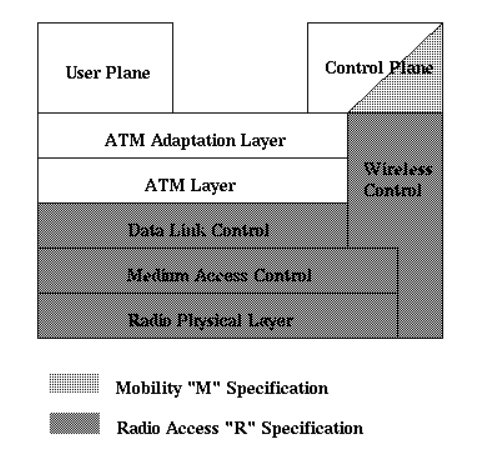 User Plane
Control Plane
ATM Adaptation Layer
ATM Layer
Wireless
Control
Data Link Control
Medium Access Control
Radio Physical Layer
Mobility "M" Specification
Radio Access "R" Specification